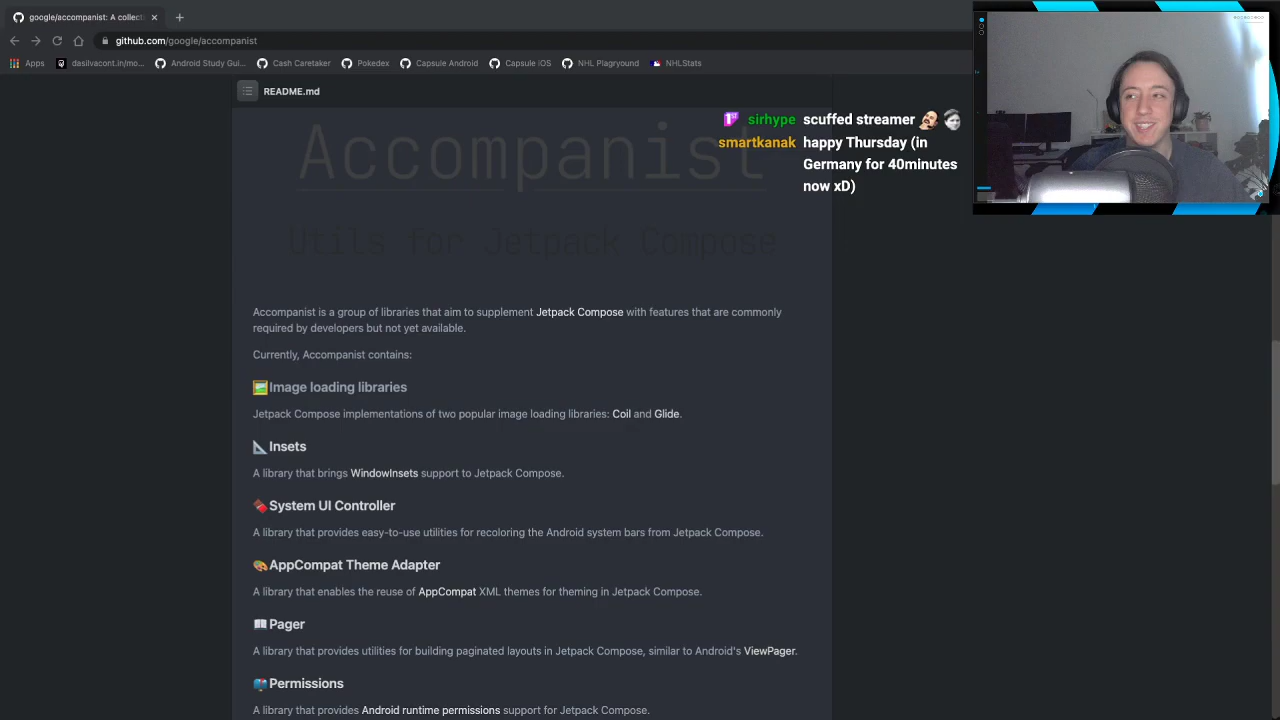 google/accompanist: A collecti
github.com/google/accompanist
Apps
dasilvacont.in/mo...
Android Study Gui...
Cash Caretaker
Pokedex
Capsule Android
Capsule iOS
NHL Plagryound
NHLStats
README.md
Accompanist
Utils for Jetpack Compose
sirhype scuffed streamer
smartkanak happy Thursday (in
Germany for 40minutes
now xD)
Accompanist is a group of libraries that aim to supplement Jetpack Compose with features that are commonly
required by developers but not yet available.
Currently, Accompanist contains:
Image loading libraries
Jetpack Compose implementations of two popular image loading libraries: Coil and Glide.
Insets
A library that brings WindowInsets support to Jetpack Compose.
System UI Controller
A library that provides easy-to-use utilities for recoloring the Android system bars from Jetpack Compose.
AppCompat Theme Adapter
A library that enables the reuse of AppCompat XML themes for theming in Jetpack Compose.
Pager
A library that provides utilities for building paginated layouts in Jetpack Compose, similar to Android's ViewPager.
Permissions
A library that provides Android runtime permissions support for Jetpack Compose.